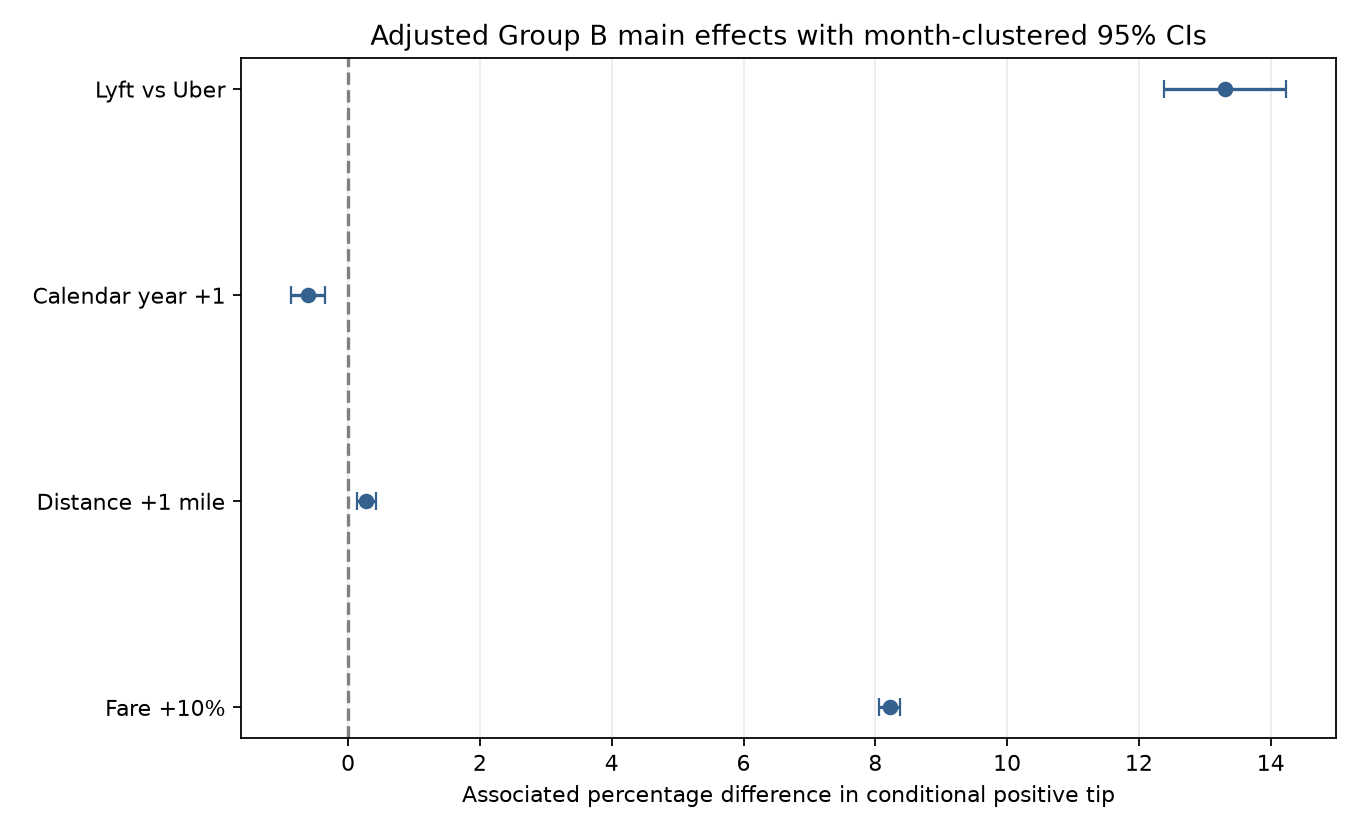 Adjusted Group B main effects with month-clustered 95% CIs
Lyft vs Uber
Calendar year +1
Distance +1 mile
Fare +10%
0 2 4 6 8 10 12 14
Associated percentage difference in conditional positive tip